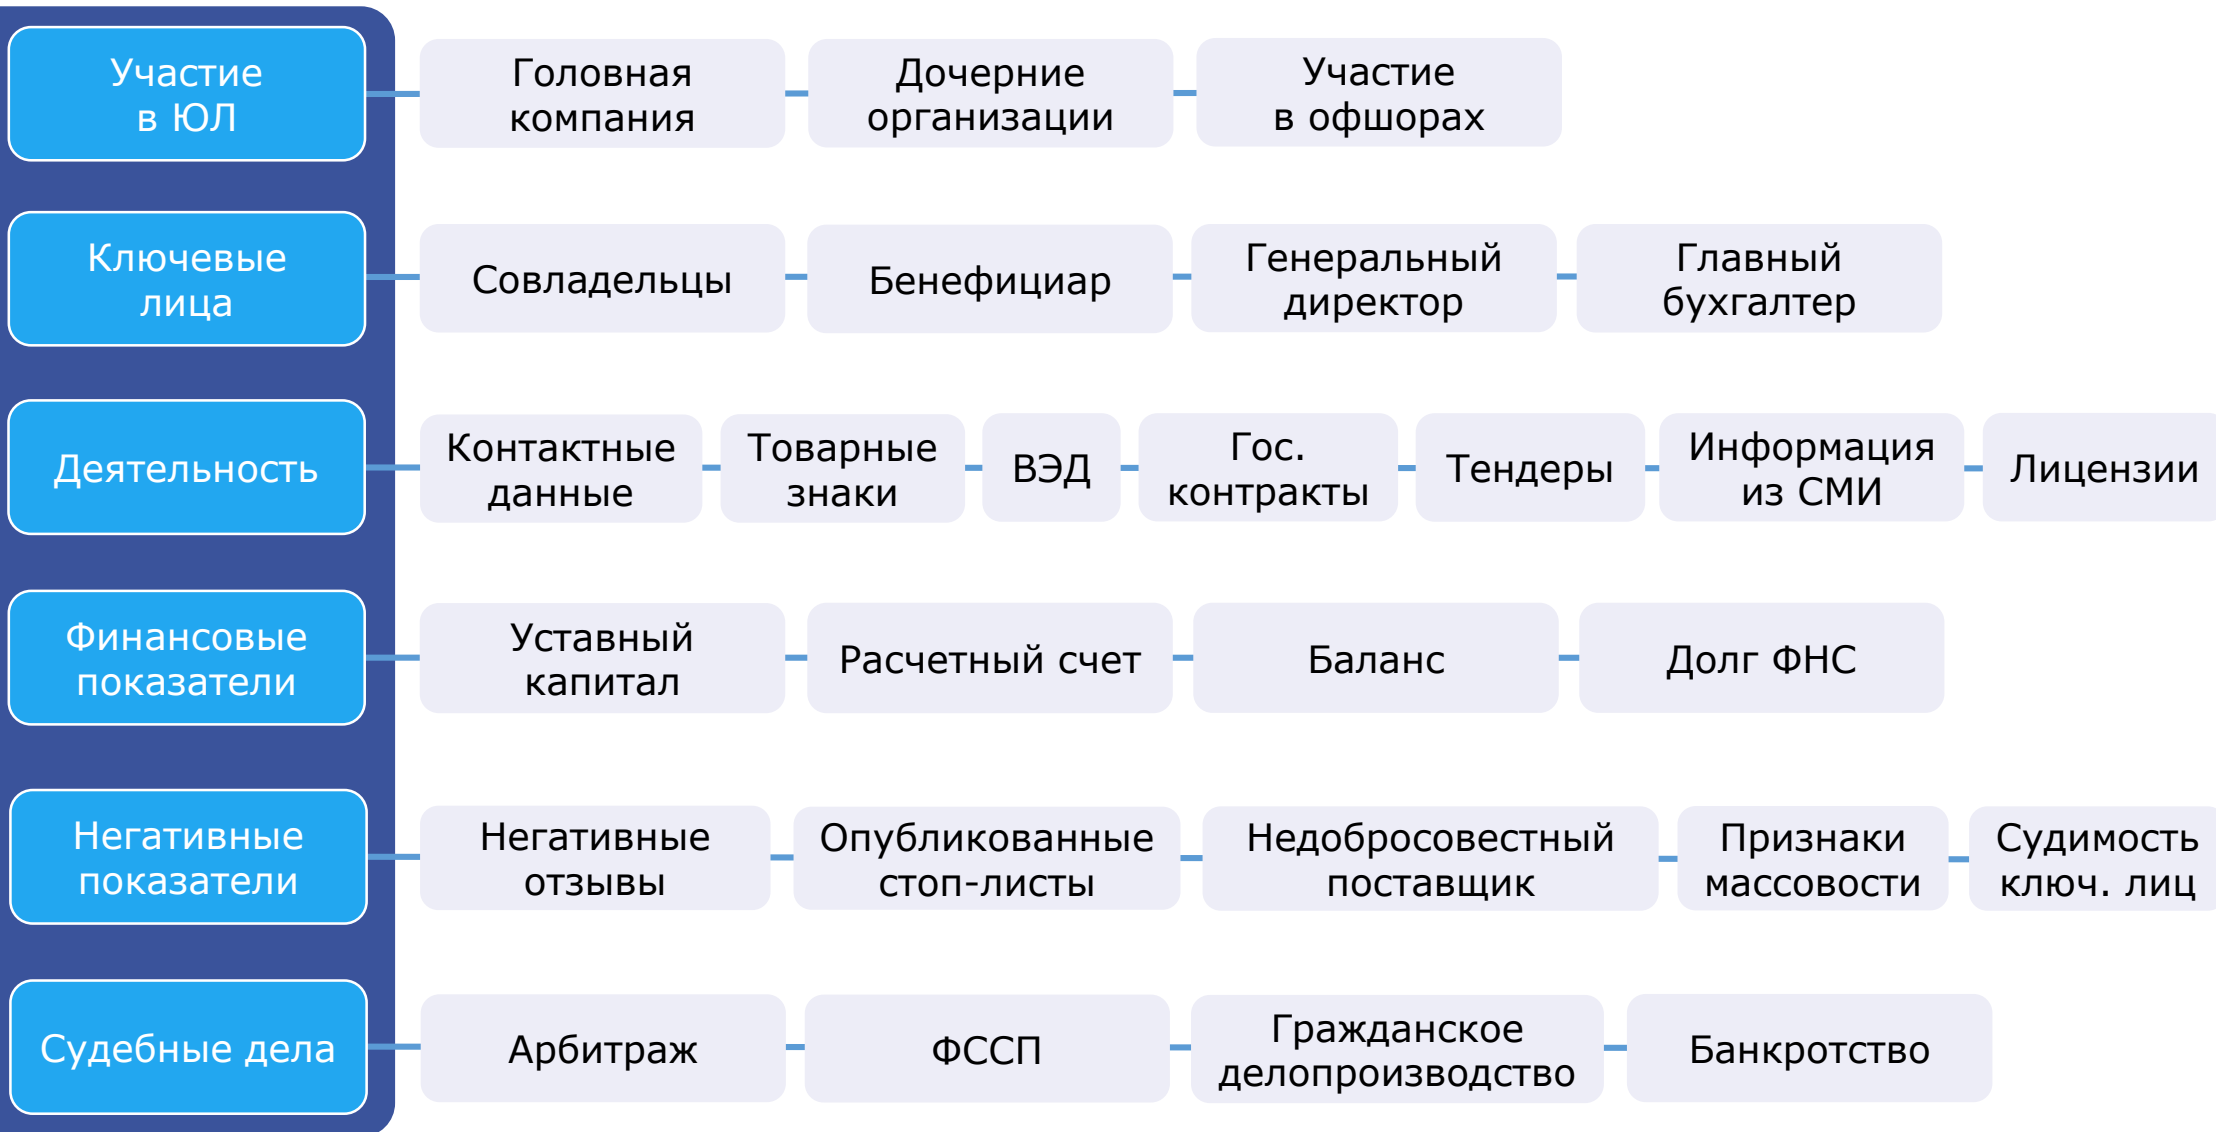 Участие
в ЮЛ
Головная
компания
Дочерние
организации
Участие
в офшорах
Ключевые
лица
Совладельцы
Бенефициар
Генеральный
директор
Главный
бухгалтер
Деятельность
Контактные
данные
Товарные
знаки
ВЭД
Гос.
контракты
Тендеры
Информация
из СМИ
Лицензии
Финансовые
показатели
Уставный
капитал
Расчетный счет
Баланс
Долг ФНС
Негативные
показатели
Негативные
отзывы
Опубликованные
стоп-листы
Недобросовестный
поставщик
Признаки
массовости
Судимость
ключ. лиц
Судебные дела
Арбитраж
ФССП
Гражданское
делопроизводство
Банкротство